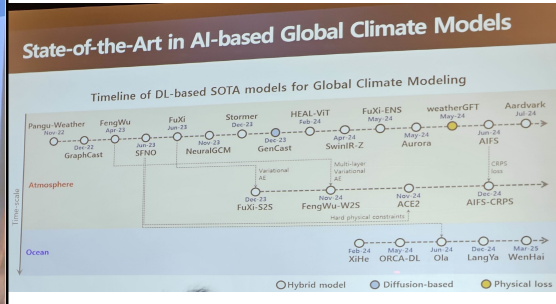 State-of-the-Art in AI-based Global Climate Models
Timeline of DL-based SOTA models for Global Climate Modeling
Pangu-Weather
Nov-22
Dec-22
GraphCast
FengWu
Apr-23
Jun-23
SFNO
FuXi
Jun-23
Nov-23
NeuralGCM
Stormer
Dec-23
Dec-23
GenCast
HEAL-ViT
Feb-24
Apr-24
SwinIR-Z
FuXi-ENS
May-24
May-24
Aurora
weatherGFT
May-24
Jun-24
AIFS
Aardvark
Jul-24
Time-scale
Atmosphere
Variational
AE
Multi-layer
Variational
AE
CRPS
loss
Dec-23
FuXi-S2S
Nov-24
FengWu-W2S
Nov-24
ACE2
Dec-24
AIFS-CRPS
Hard physical constraints
Ocean
Feb-24
XiHe
May-24
ORCA-DL
Jun-24
Ola
Dec-24
LangYa
Mar-25
WenHai
Hybrid model
Diffusion-based
Physical loss